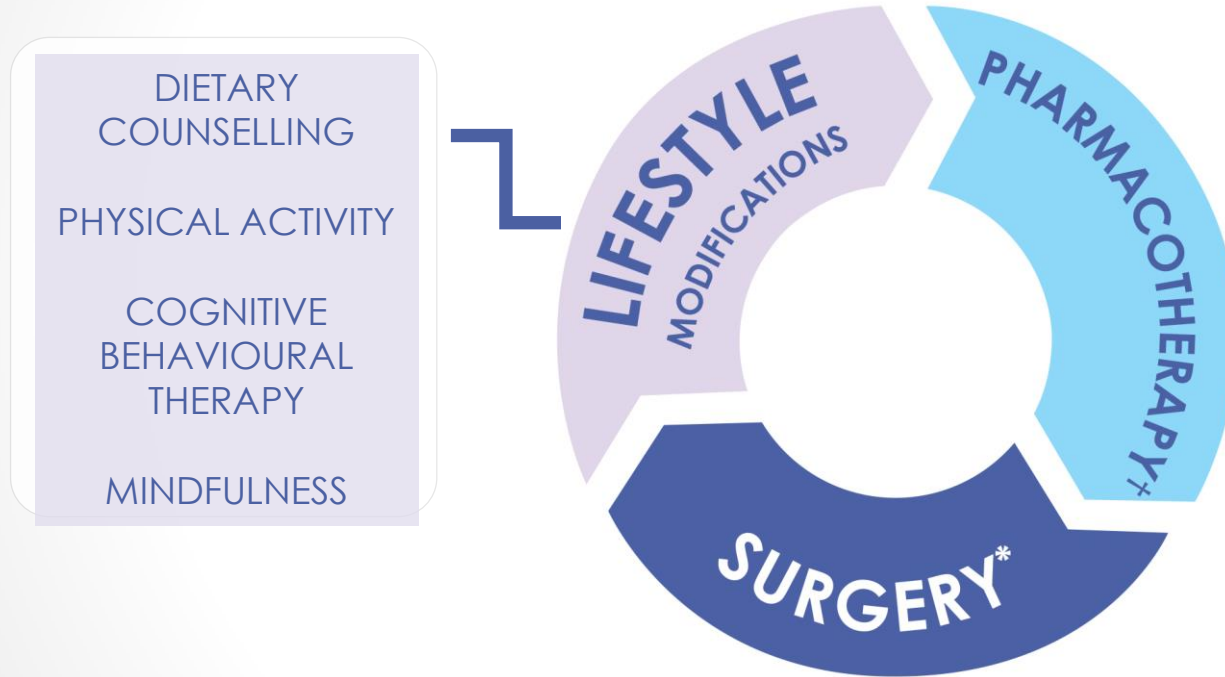 DIETARY
COUNSELLING
PHYSICAL ACTIVITY
COGNITIVE
BEHAVIOURAL
THERAPY
MINDFULNESS
LIFESTYLE
MODIFICATIONS
PHARMACOTHERAPY†
SURGERY*